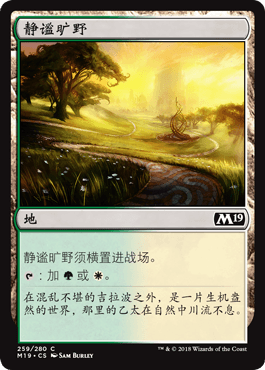 静谧旷野
地
M19
静谧旷野须横置进战场。
：加或。
在混乱不堪的吉拉波之外，是一片生机盎
然的世界，那里的乙太在自然中川流不息。
259/280 C
M19 • CS SAM BURLEY
™ & © 2018 Wizards of the Coast